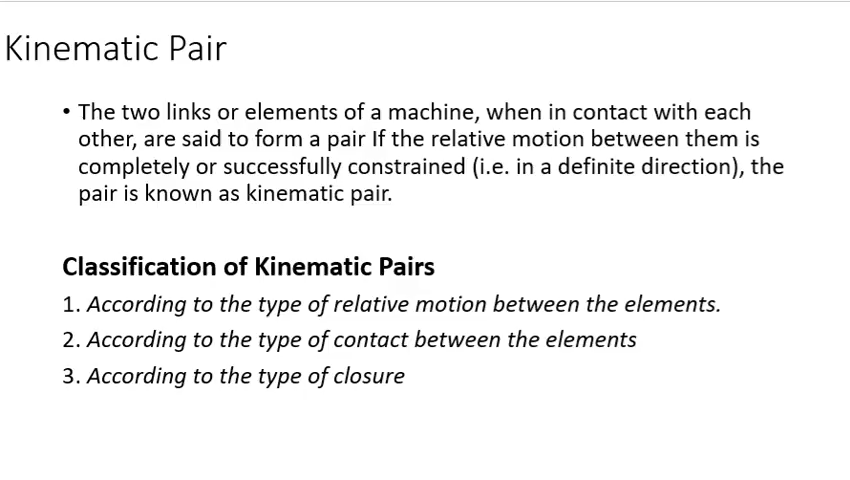 Kinematic Pair
• The two links or elements of a machine, when in contact with each
other, are said to form a pair If the relative motion between them is
completely or successfully constrained (i.e. in a definite direction), the
pair is known as kinematic pair.
Classification of Kinematic Pairs
1. According to the type of relative motion between the elements.
2. According to the type of contact between the elements
3. According to the type of closure